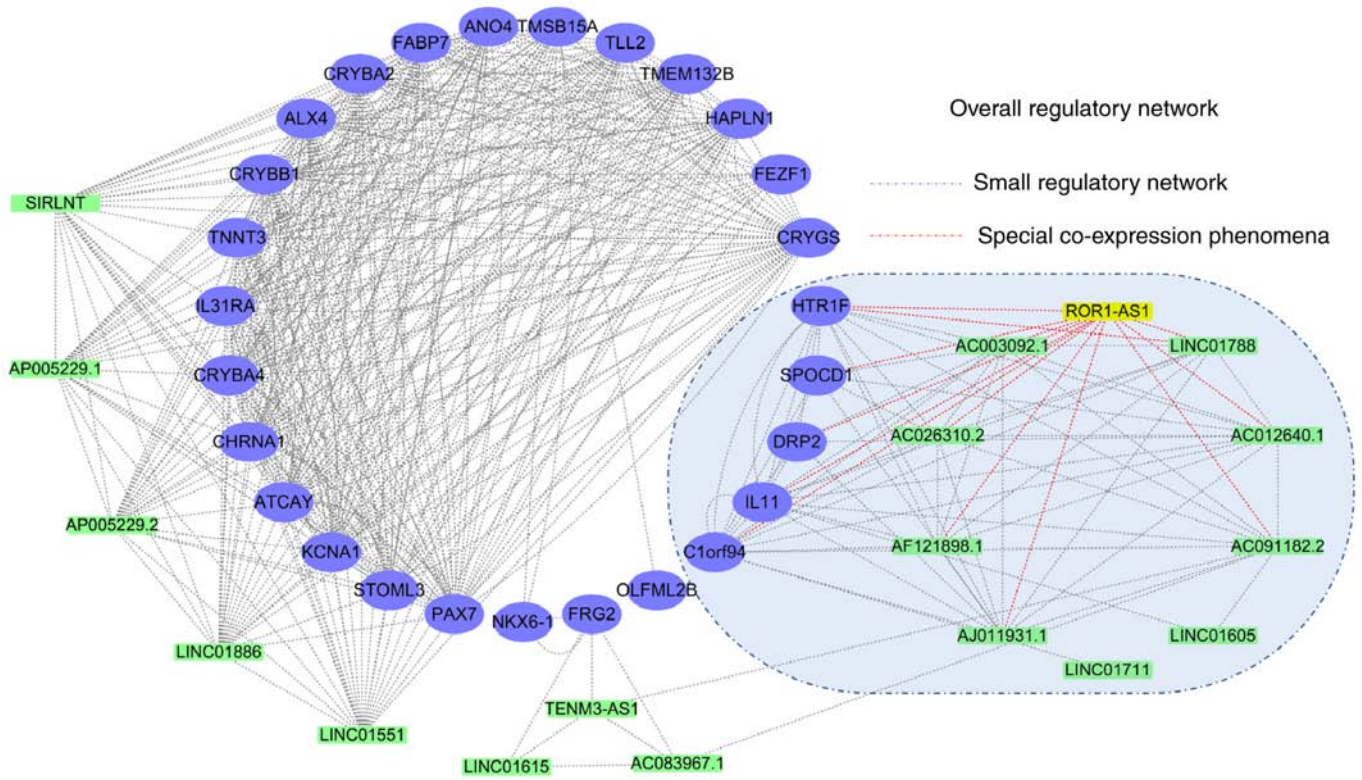 ANO4
TMSB15A
FABP7
TLL2
CRYBA2
TMEM132B
ALX4
HAPLN1
CRYBB1
FEZF1
SIRLNT
TNNT3
CRYGS
IL31RA
AP005229.1
CRYBA4
CHRNA1
ATCAY
AP005229.2
KCNA1
STOML3
PAX7
NKX6-1
FRG2
OLFML2B
LINC01886
LINC01551
TENM3-AS1
LINC01615
AC083967.1
Overall regulatory network
Small regulatory network
Special co-expression phenomena
HTR1F
ROR1-AS1
AC003092.1
LINC01788
SPOCD1
DRP2
AC026310.2
AC012640.1
IL11
C1orf94
AF121898.1
AC091182.2
AJ011931.1
LINC01605
LINC01711